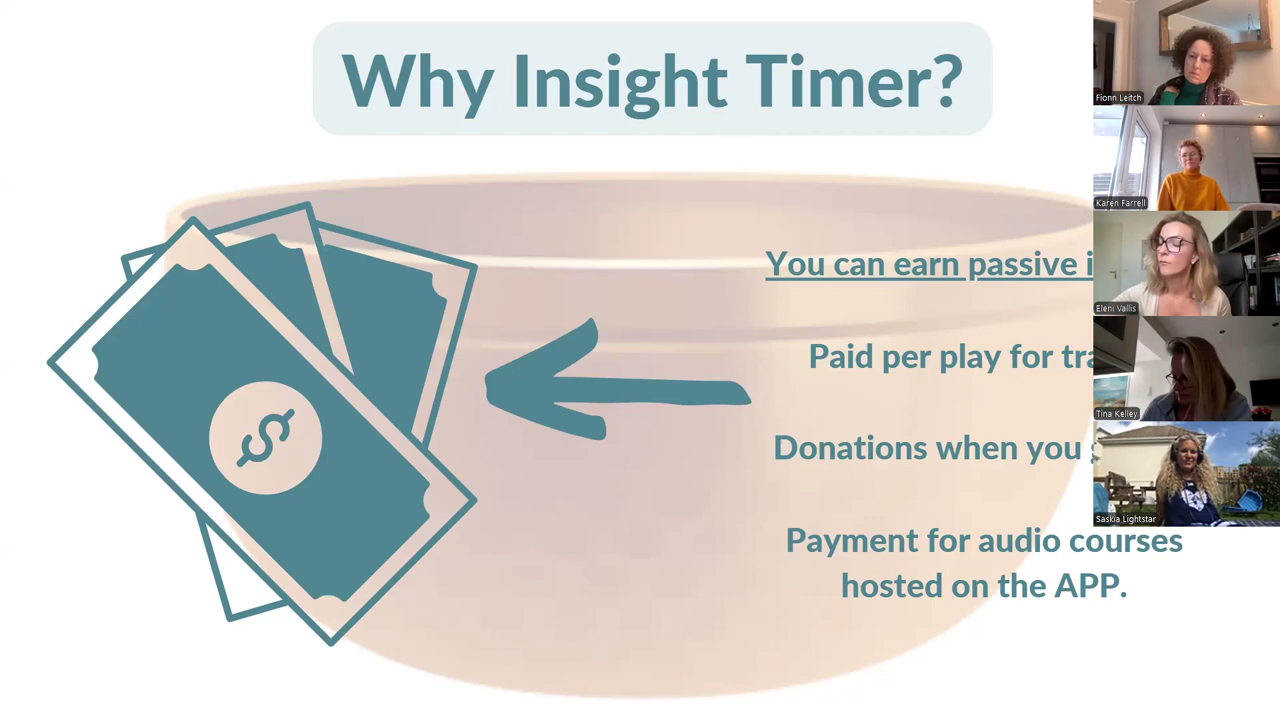 Why Insight Timer?
You can earn passive
Paid per play for
Donations when you
Payment for audio courses
hosted on the APP.
$
Fionn Leitch
Karen Farrell
Eleni Vallis
Tina Kelley
Saskia Lightstar